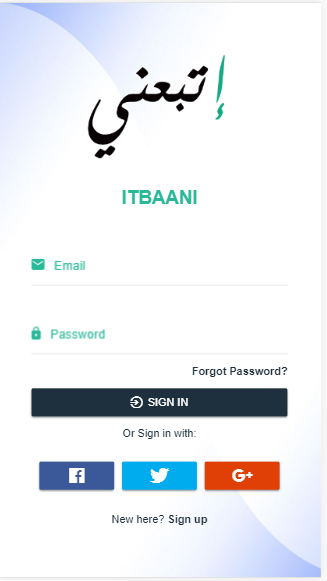 إتبعني
ITBAANI
Email
Password
Forgot Password?
SIGN IN
Or Sign in with:
f
G+
New here? Sign up